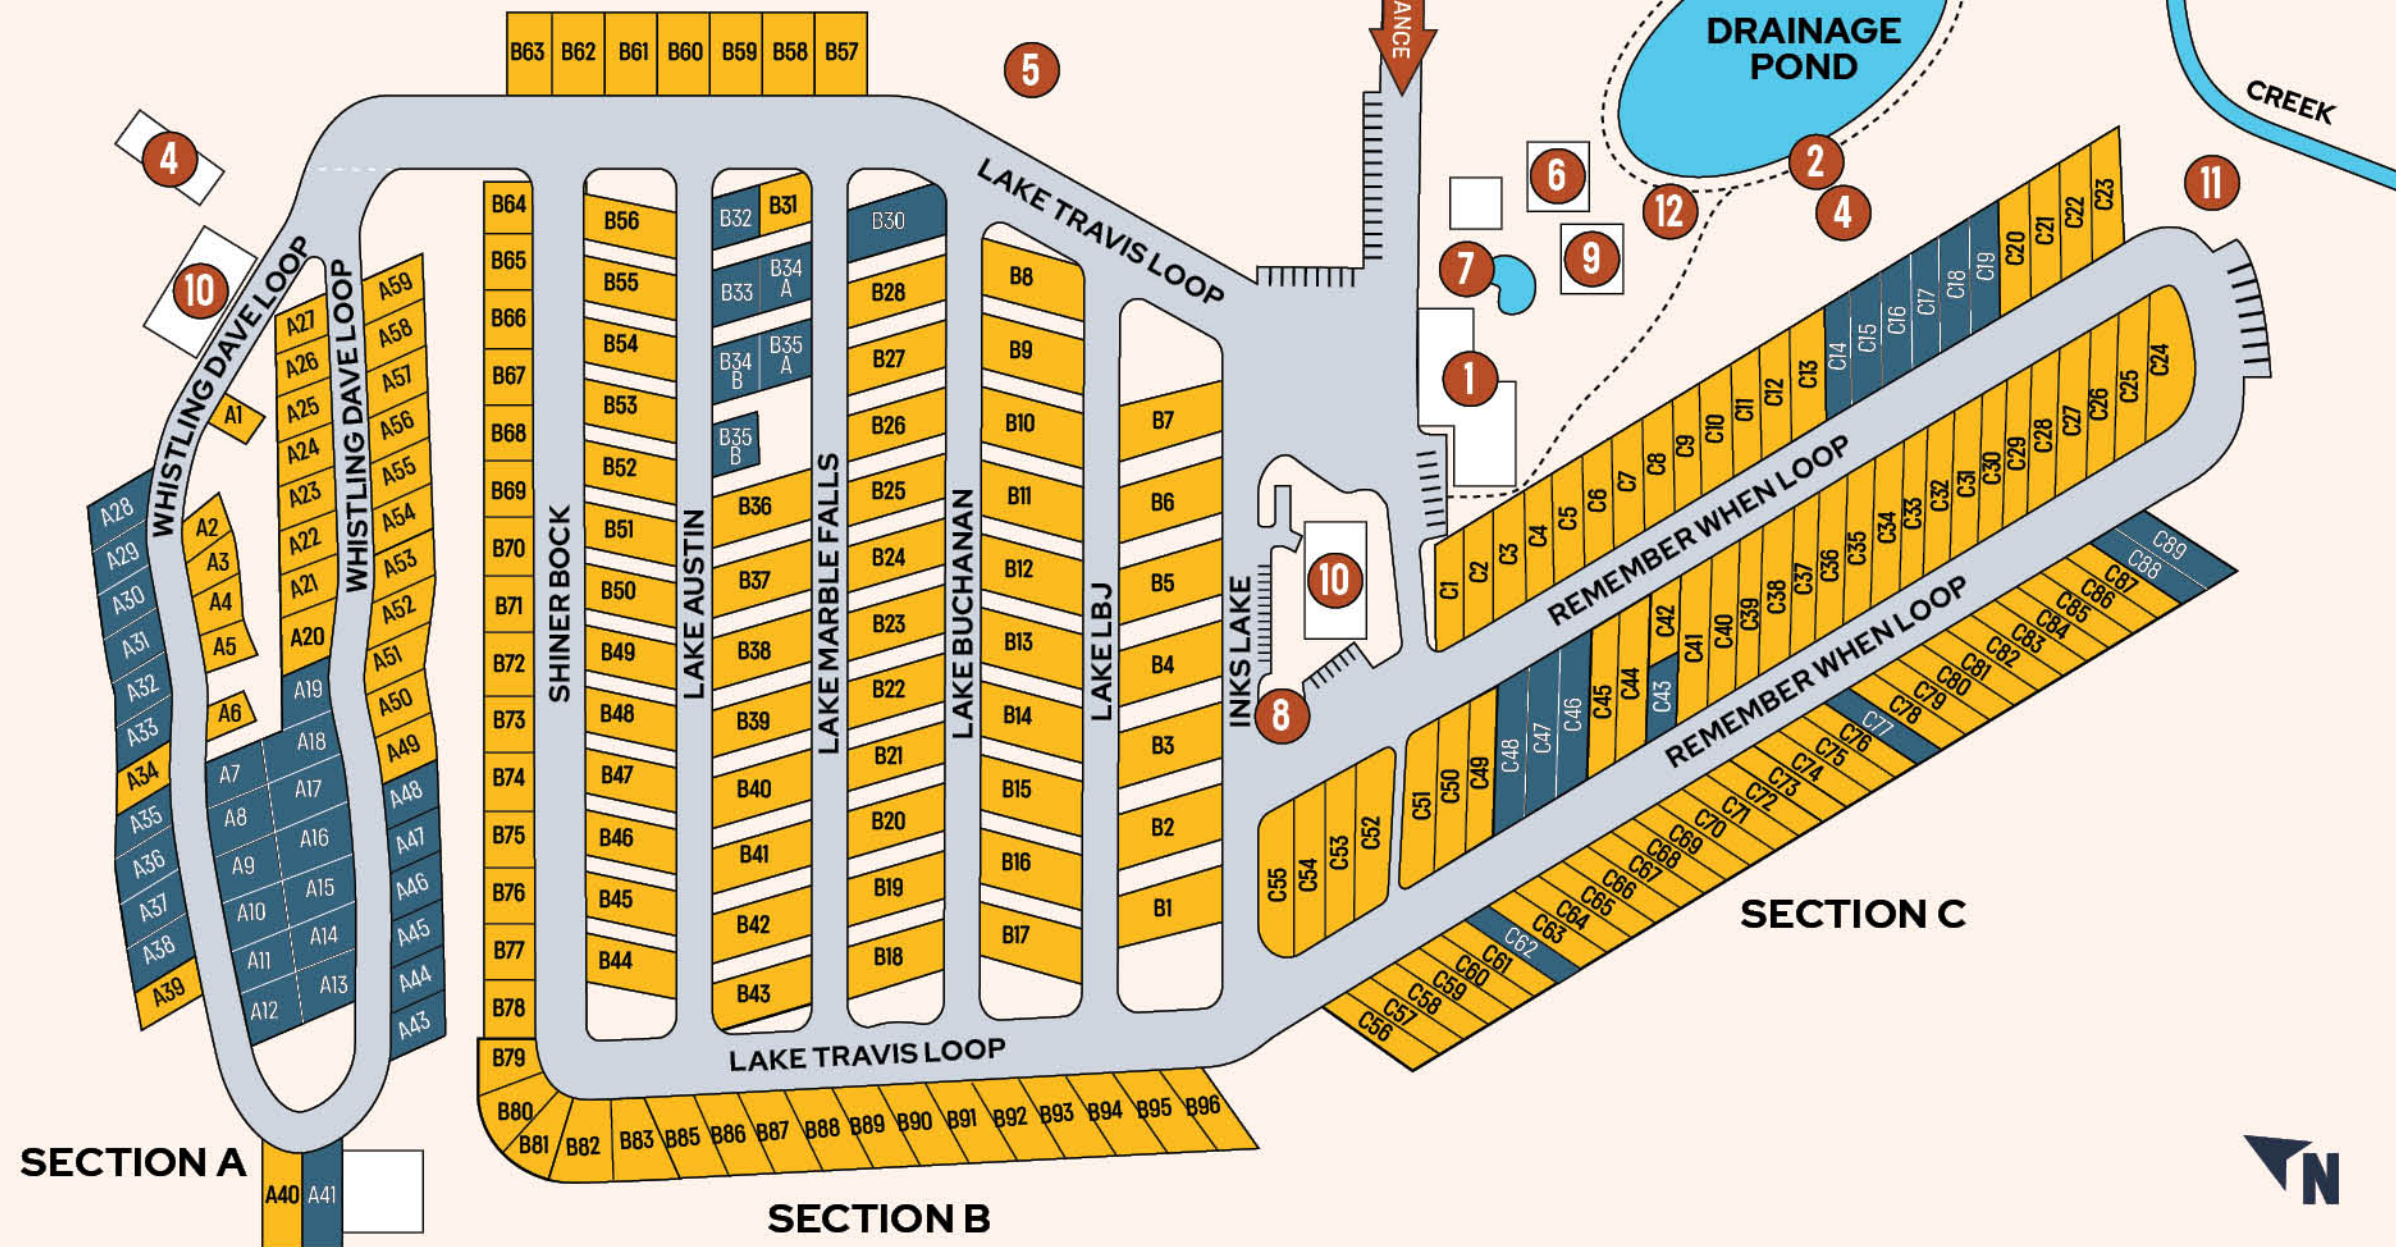 B63 B62 B61 B60 B59 B58 B57
5
ANCE
DRAINAGE
POND
CREEK
4
10
6
2
12
4
11
7
9
1
10
8
LAKE TRAVIS LOOP
WHISTLING DAVE LOOP
WHISTLING DAVE LOOP
A59
A58
A57
A56
A55
A54
A53
A52
A51
A50
A49
A48
A47
A46
A45
A44
A43
A27
A26
A25
A24
A23
A22
A21
A20
A19
A18
A17
A16
A15
A14
A13
A1
A2
A3
A4
A5
A6
A7
A8
A9
A10
A11
A12
A28
A29
A30
A31
A32
A33
A34
A35
A36
A37
A38
A39
A40
A41
SECTION A
B64
B65
B66
B67
B68
B69
B70
B71
B72
B73
B74
B75
B76
B77
B78
B79
B80
B81
B82
B83
B85
B86
B87
B88
B89
B90
B91
B92
B93
B94
B95
B96
SHINER BOCK
B56
B55
B54
B53
B52
B51
B50
B49
B48
B47
B46
B45
B44
LAKE AUSTIN
B32
B31
B33
B34
A
B34
B
B35
A
B35
B
B36
B37
B38
B39
B40
B41
B42
B43
LAKE MARBLE FALLS
B30
B28
B27
B26
B25
B24
B23
B22
B21
B20
B19
B18
LAKE BUCHANAN
B8
B9
B10
B11
B12
B13
B14
B15
B16
B17
LAKE LBJ
B7
B6
B5
B4
B3
B2
B1
INKS LAKE
LAKE TRAVIS LOOP
SECTION B
C1
C2
C3
C4
C5
C6
C7
C8
C9
C10
C11
C12
C13
C14
C15
C16
C17
C18
C19
C20
C21
C22
C23
REMEMBER WHEN LOOP
C24
C25
C26
C27
C28
C29
C30
C31
C32
C33
C34
C35
C36
C37
C38
C39
C40
C41
C42
C43
C44
C45
C46
C47
C48
C49
C50
C51
C52
C53
C54
C55
REMEMBER WHEN LOOP
C89
C88
C87
C86
C85
C84
C83
C82
C81
C80
C79
C78
C77
C76
C75
C74
C73
C72
C71
C70
C69
C68
C67
C66
C65
C64
C63
C62
C61
C60
C59
C58
C57
C56
SECTION C
N